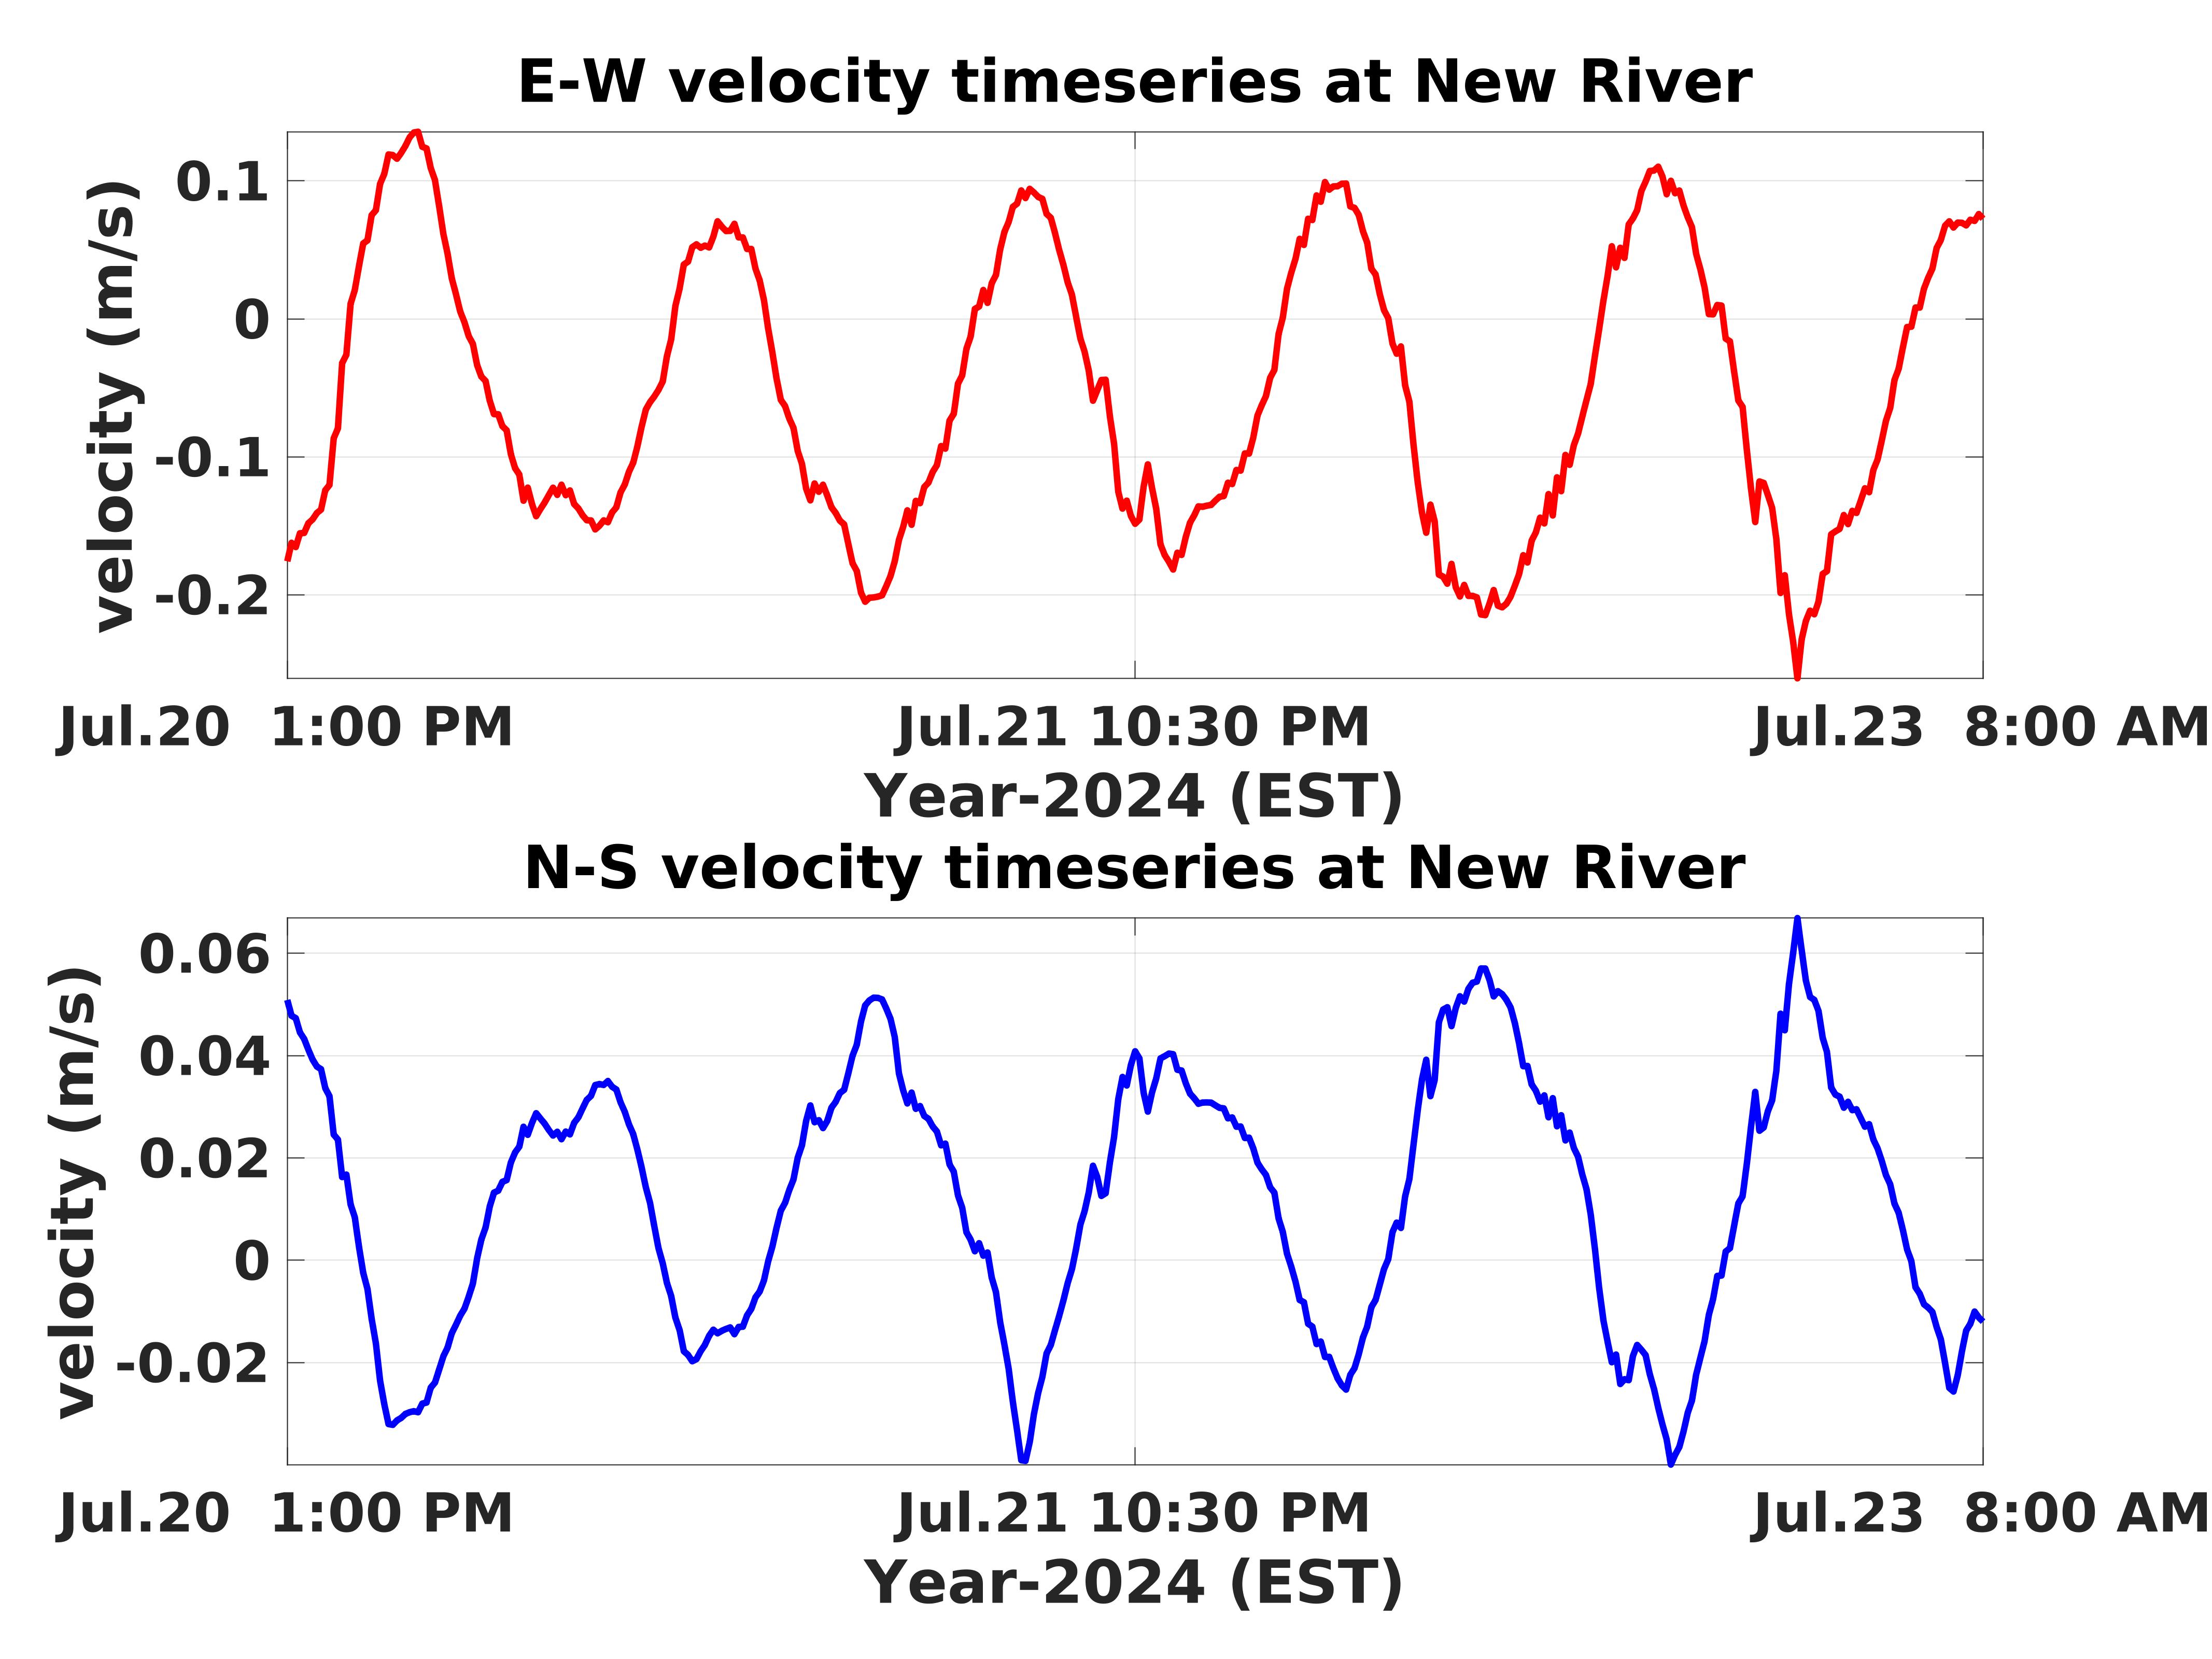 E-W velocity timeseries at New River
velocity (m/s)
0.1
0
-0.1
-0.2
Jul.20  1:00 PM
Jul.21 10:30 PM
Jul.23  8:00 AM
Year-2024 (EST)
N-S velocity timeseries at New River
velocity (m/s)
0.06
0.04
0.02
0
-0.02
Jul.20  1:00 PM
Jul.21 10:30 PM
Jul.23  8:00 AM
Year-2024 (EST)